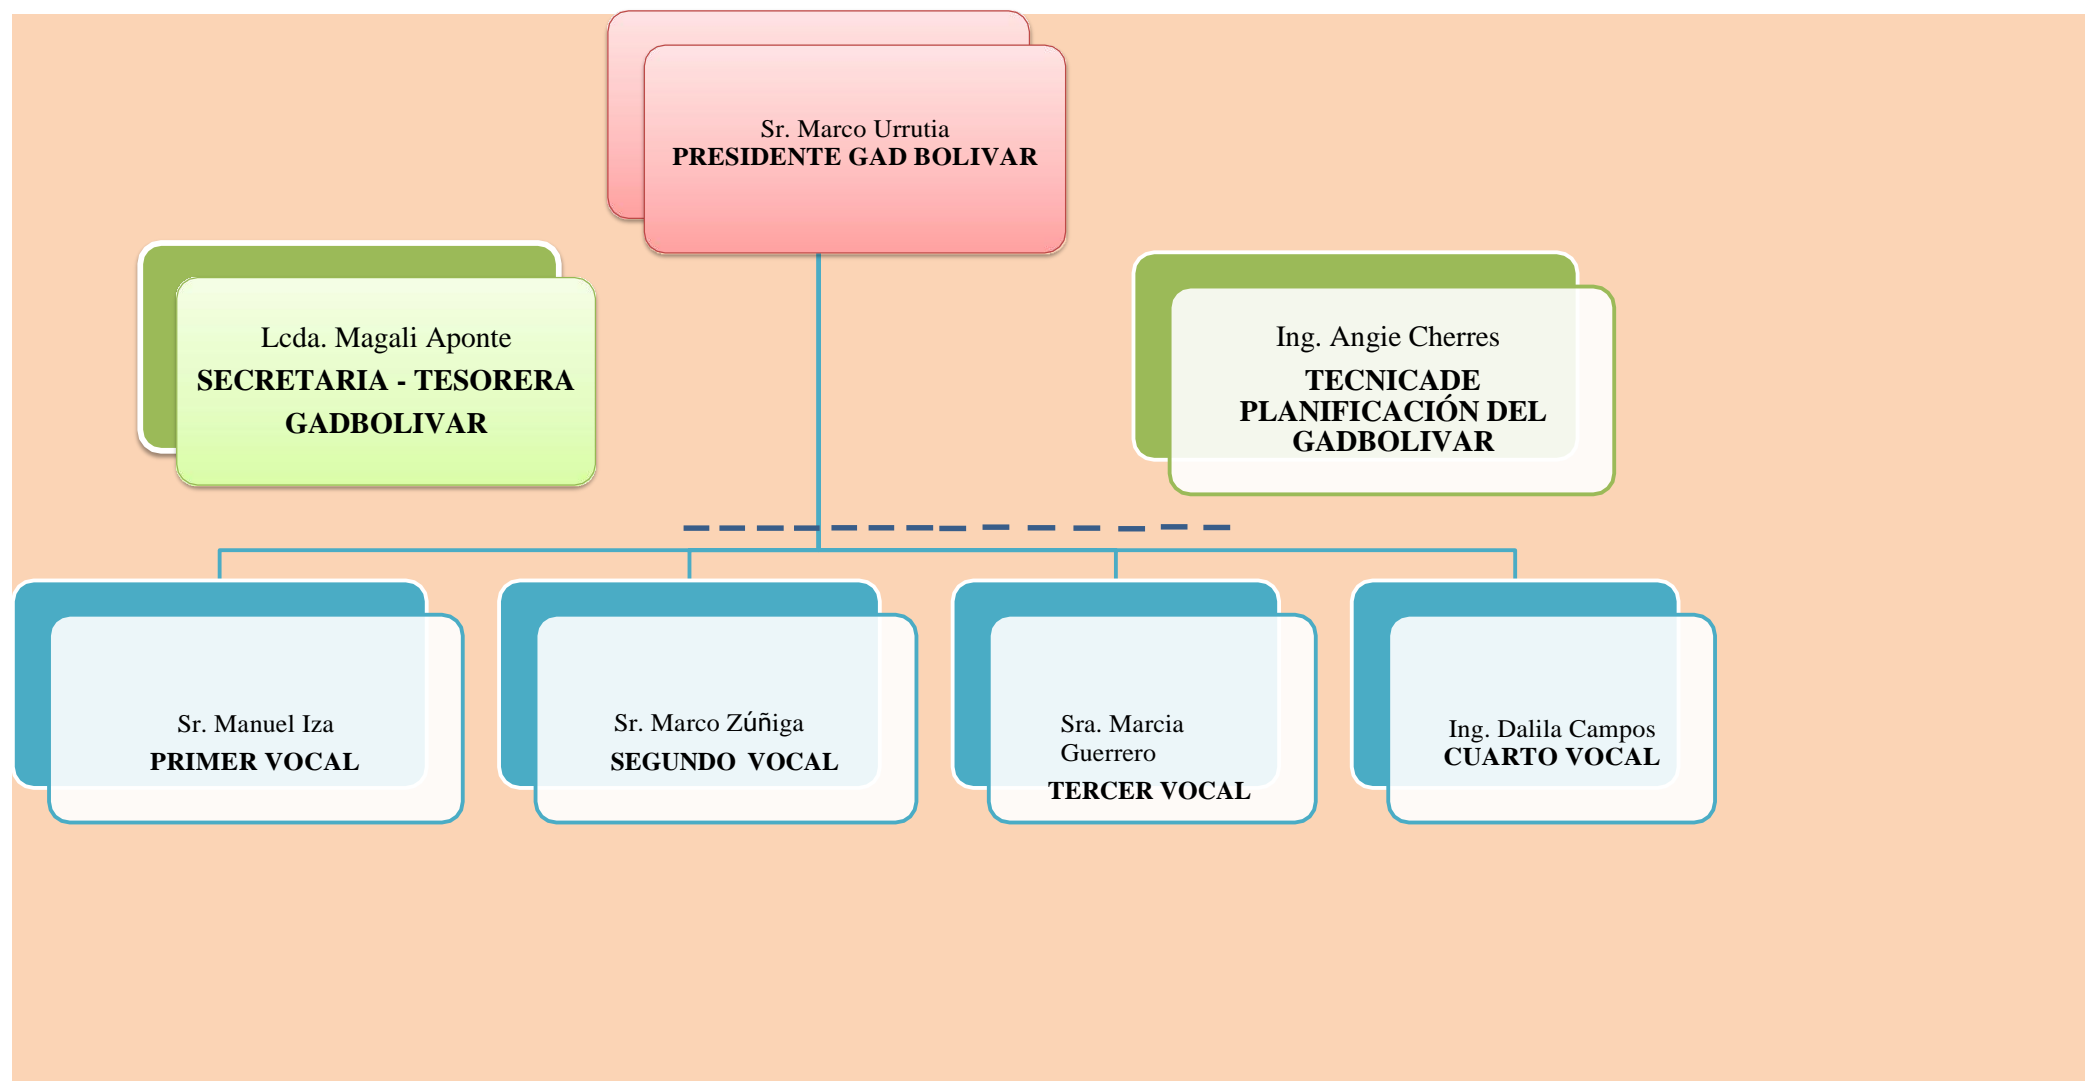 Sr. Marco Urrutia
PRESIDENTE GAD BOLIVAR
Lcda. Magali Aponte
SECRETARIA - TESORERA
GADBOLIVAR
Ing. Angie Cherres
TECNICADE
PLANIFICACIÓN DEL
GADBOLIVAR
Sr. Manuel Iza
PRIMER VOCAL
Sr. Marco Zúñiga
SEGUNDO VOCAL
Sra. Marcia
Guerrero
TERCER VOCAL
Ing. Dalila Campos
CUARTO VOCAL